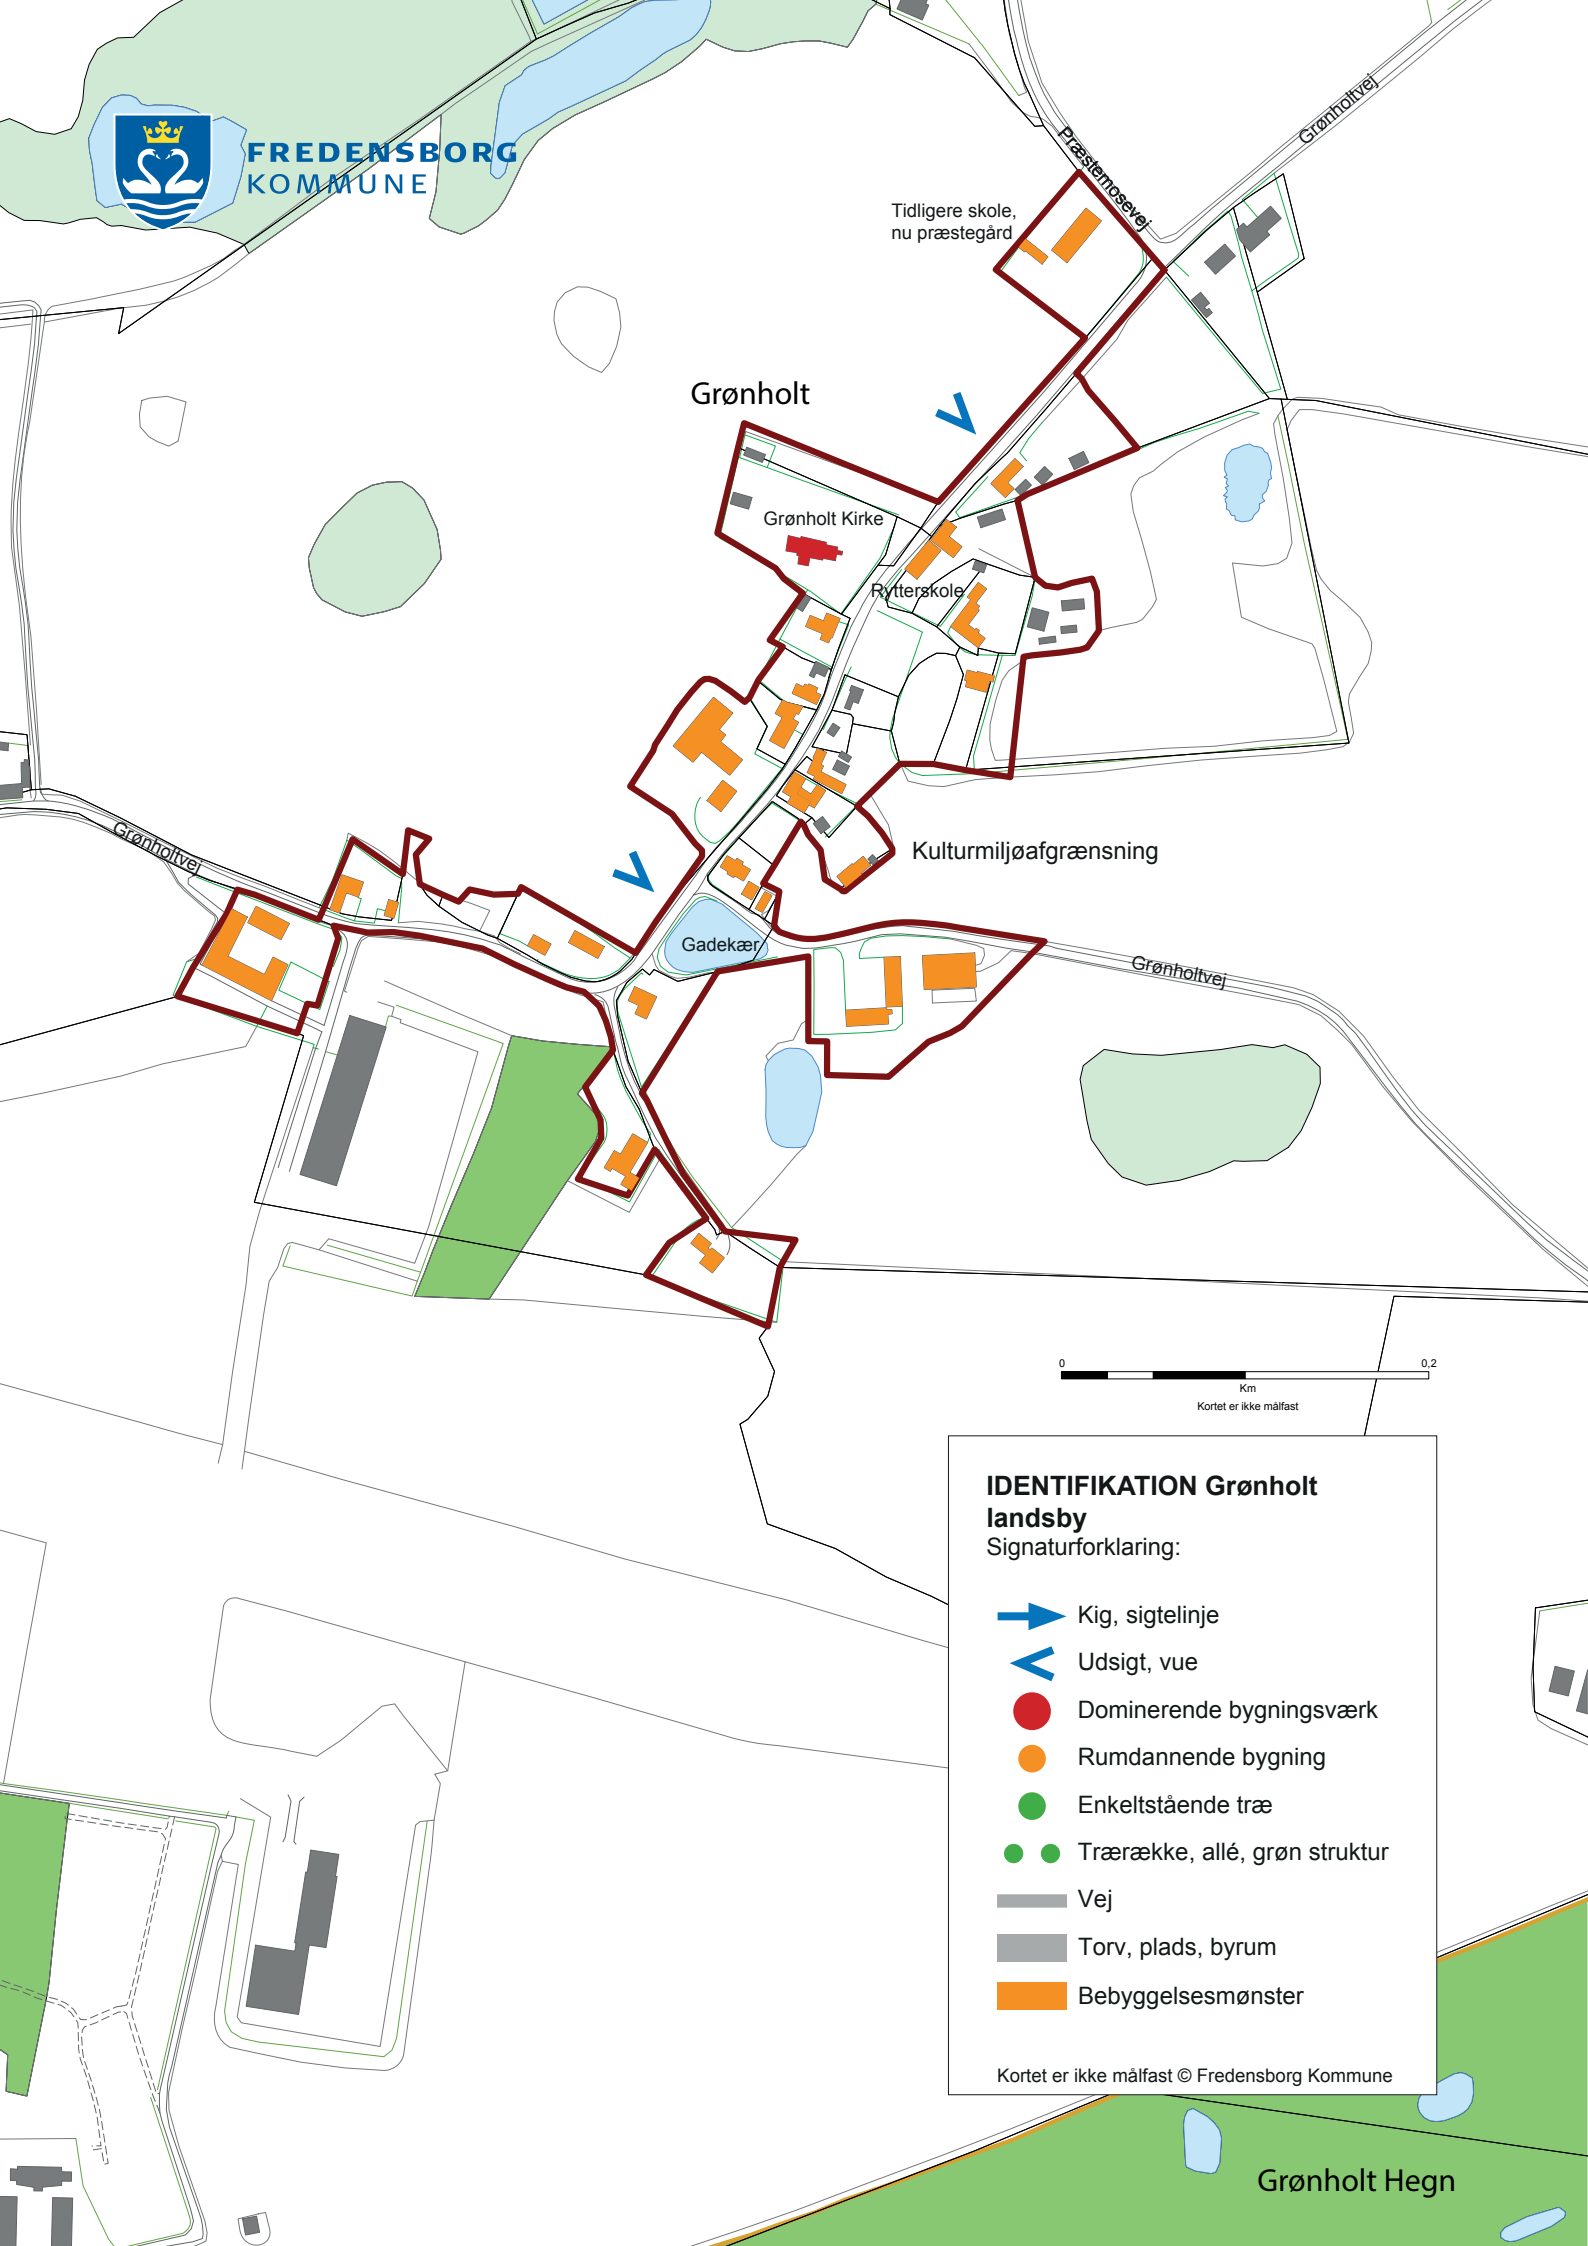 FREDENSBORG
KOMMUNE
Grønholtvej
Præstemosevej
Tidligere skole,
nu præstegård
Grønholt
Grønholt Kirke
Rytterskole
Grønholtvej
Kulturmiljøafgrænsning
Gadekær
Grønholtvej
0 0,2
Km
Kortet er ikke målfast
IDENTIFIKATION Grønholt
landsby
Signaturforklaring:
Kig, sigtelinje
Udsigt, vue
Dominerende bygningsværk
Rumdannende bygning
Enkeltstående træ
Trærække, allé, grøn struktur
Vej
Torv, plads, byrum
Bebyggelsesmønster
Kortet er ikke målfast © Fredensborg Kommune
Grønholt Hegn